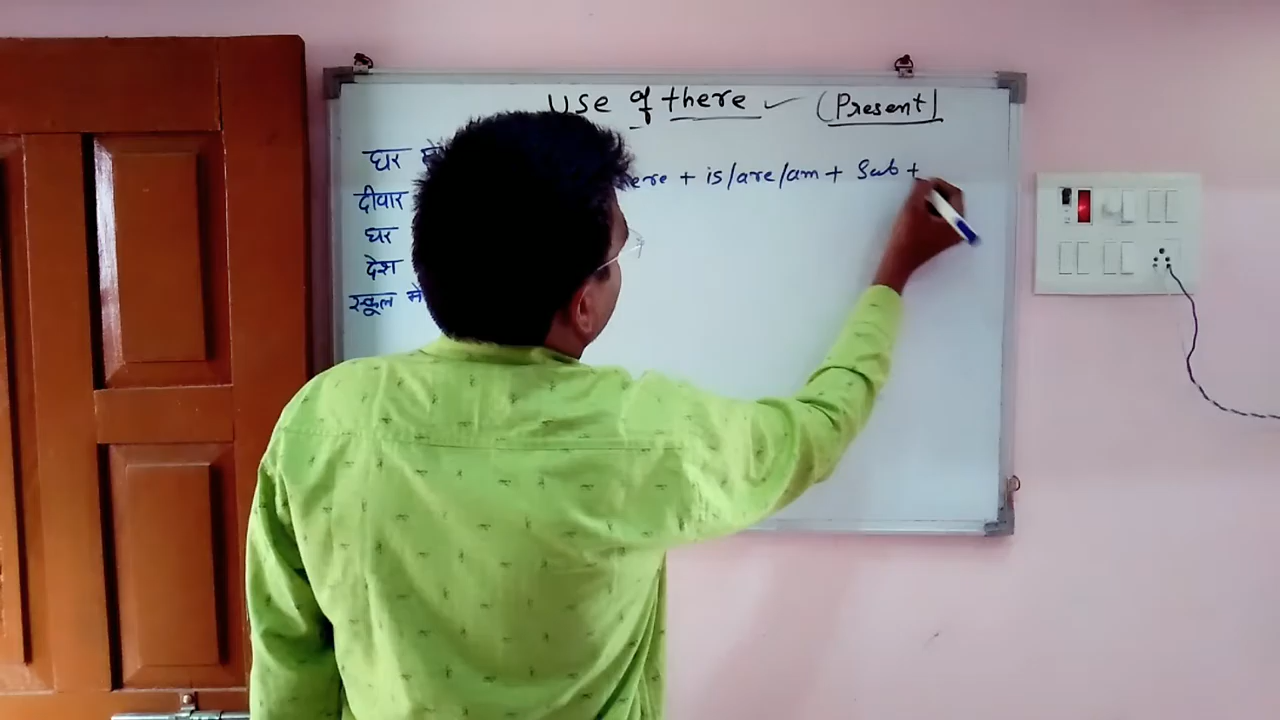 use of there ✓ (Present)
घर
ere + is/are/am + Sub +
दीवार
घर
देश
स्कूल में